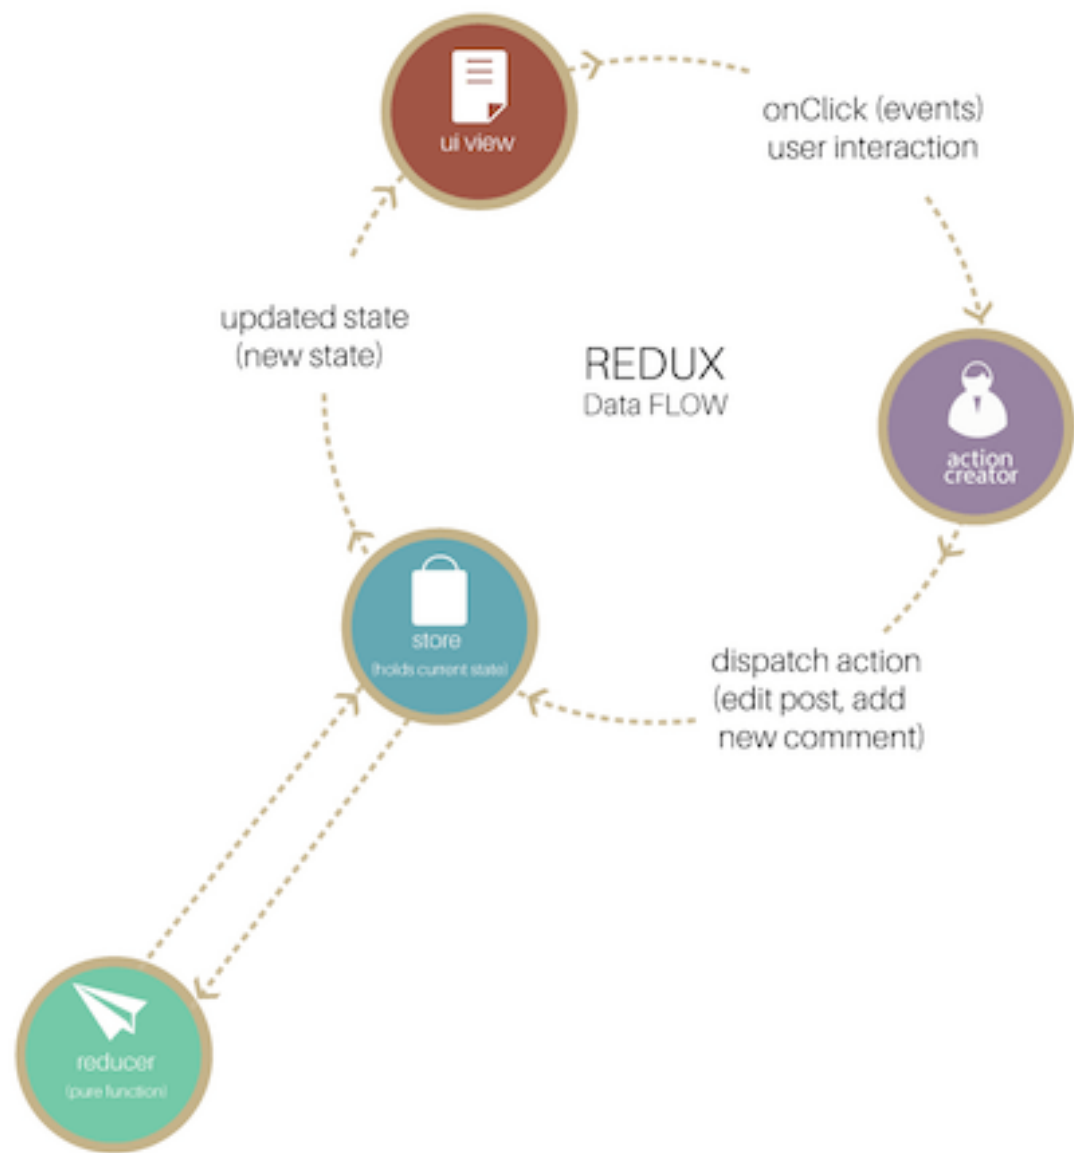 ui view
onClick (events)
user interaction
updated state
(new state)
REDUX
Data FLOW
action
creator
store
(holds current state)
dispatch action
(edit post, add
new comment)
reducer
(pure function)